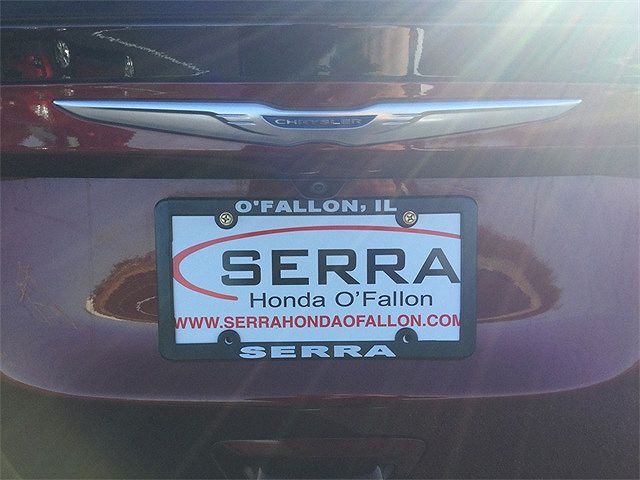 CHRYSLER
O'FALLON, IL
SERRA
Honda O'Fallon
WWW.SERRAHONDAOFALLON.COM
SERRA